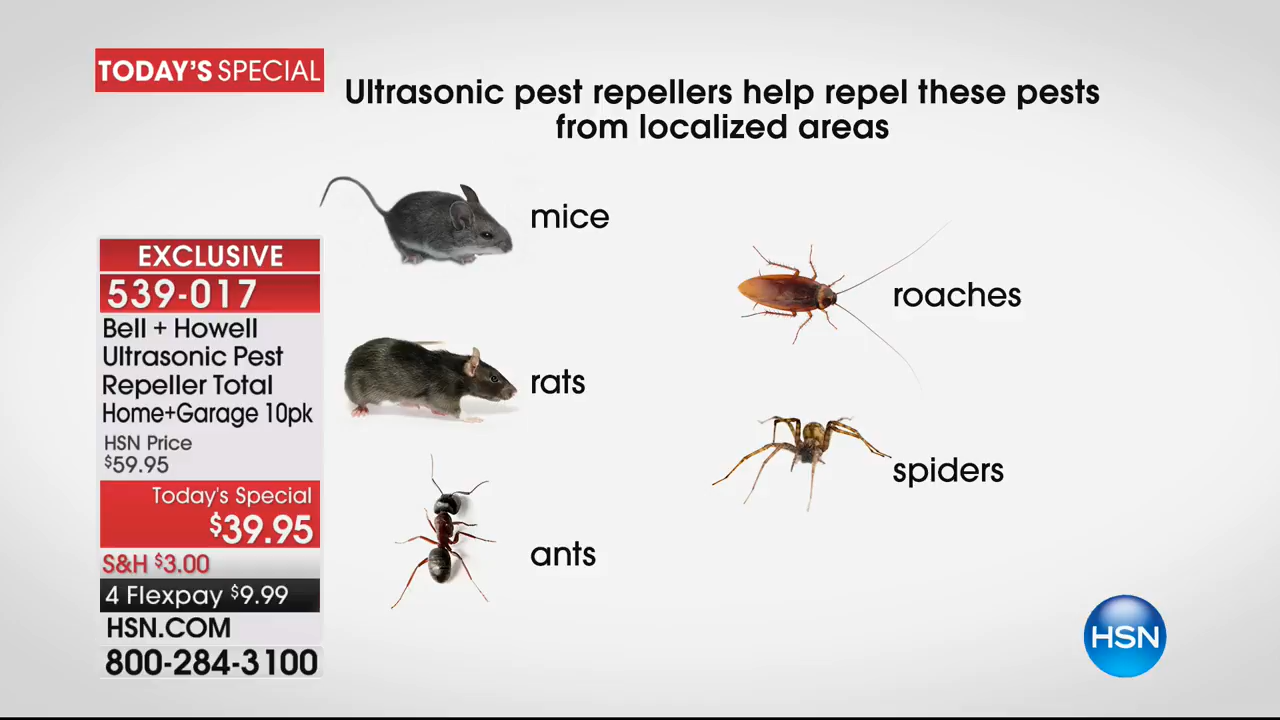 TODAY'S SPECIAL
Ultrasonic pest repellers help repel these pests
from localized areas
mice
roaches
rats
spiders
ants
EXCLUSIVE
539-017
Bell + Howell
Ultrasonic Pest
Repeller Total
Home+Garage 10pk
HSN Price
$59.95
Today's Special
$39.95
S&H $3.00
4 Flexpay $9.99
HSN.COM
800-284-3100
HSN